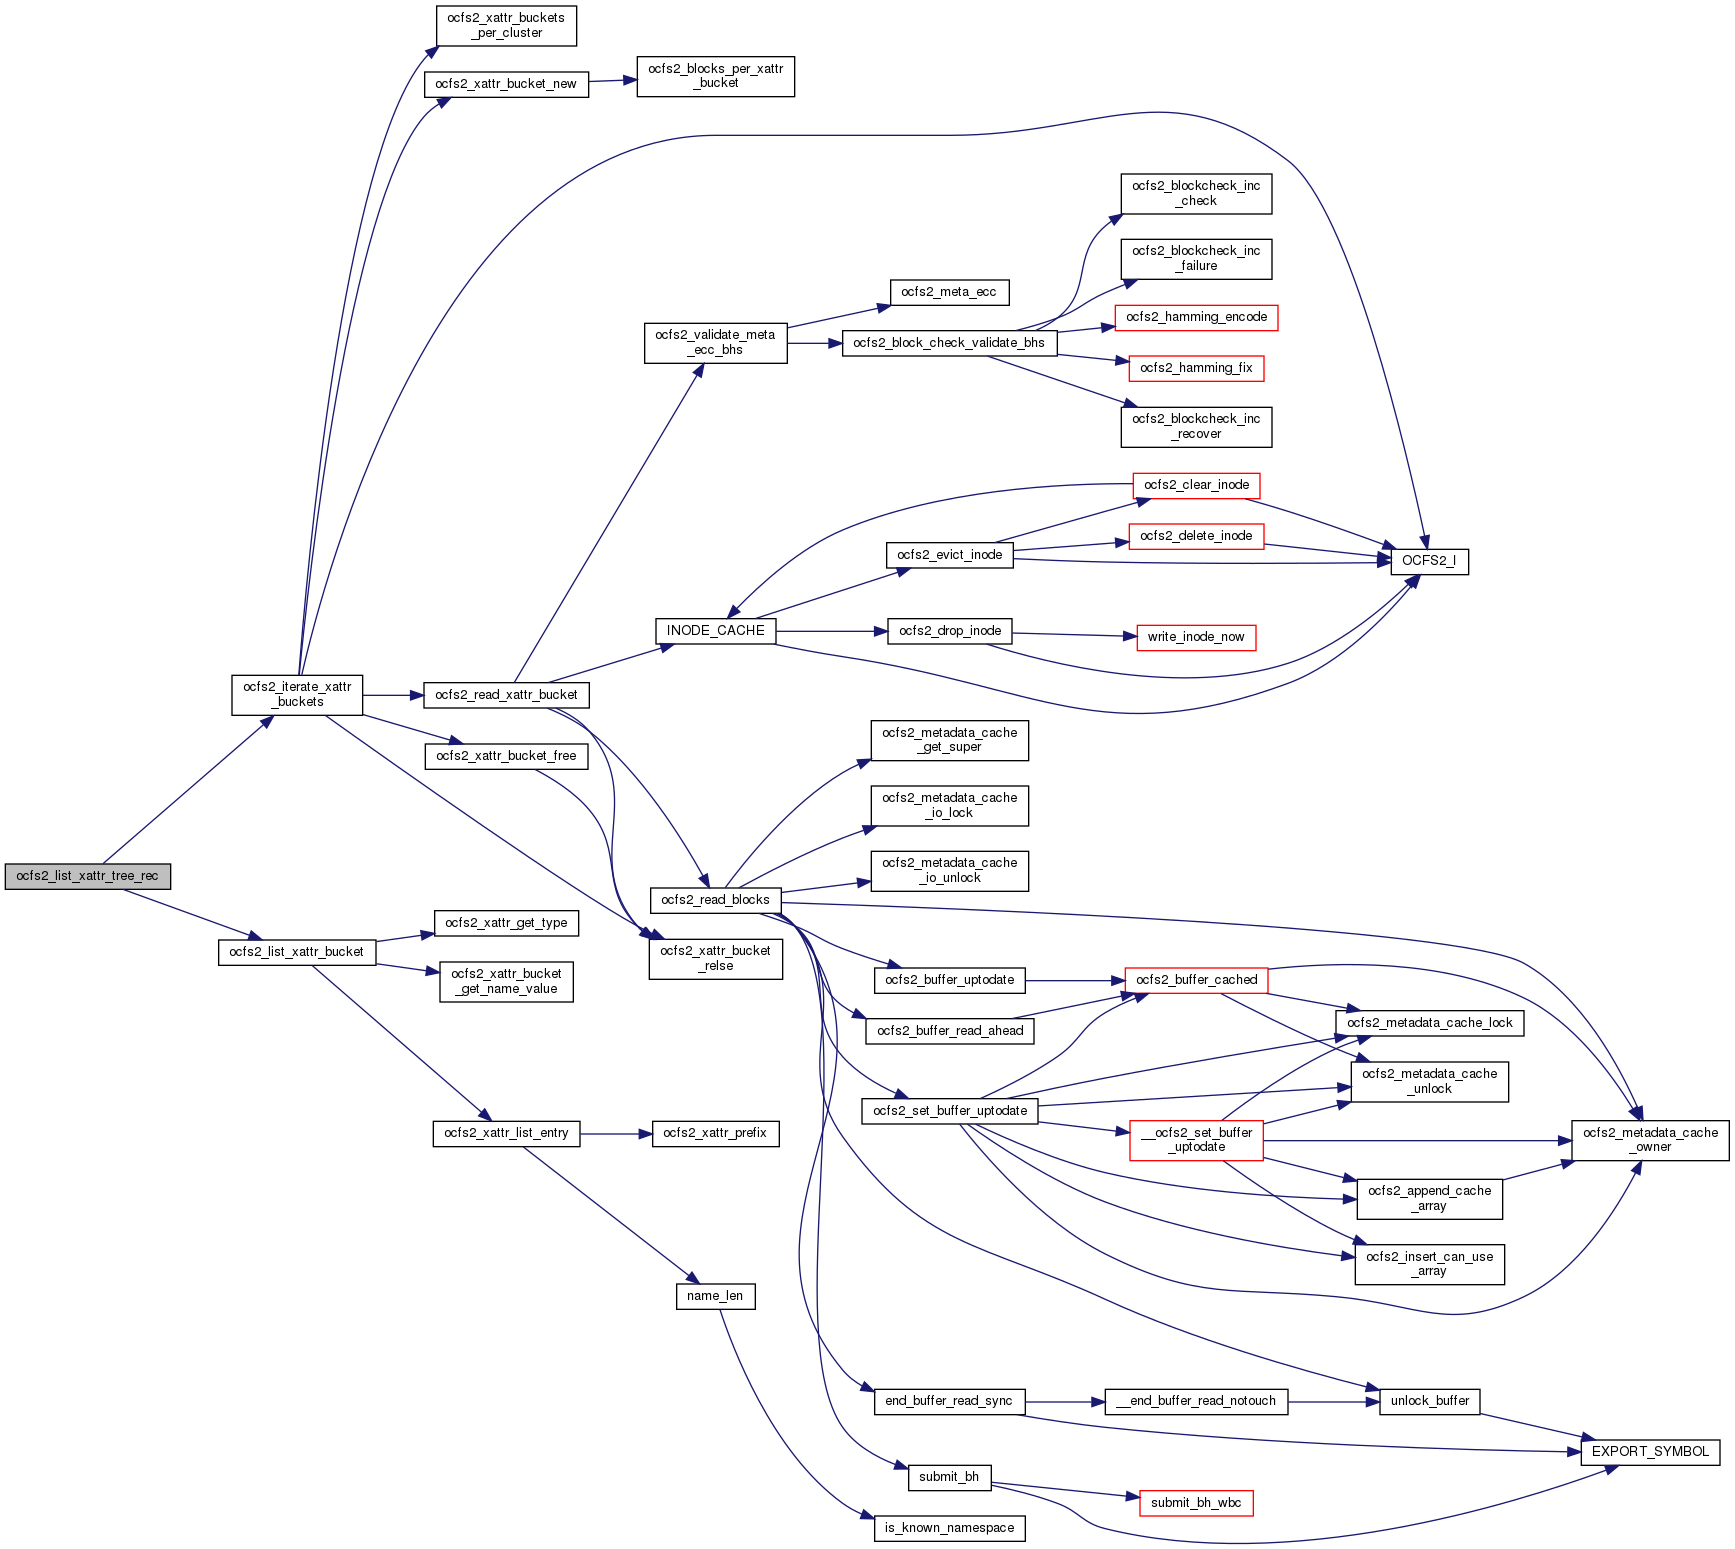 ocfs2_xattr_buckets
_per_cluster
ocfs2_xattr_bucket_new
ocfs2_blocks_per_xattr
_bucket
ocfs2_blockcheck_inc
_check
ocfs2_blockcheck_inc
_failure
ocfs2_meta_ecc
ocfs2_hamming_encode
ocfs2_validate_meta
_ecc_bhs
ocfs2_block_check_validate_bhs
ocfs2_hamming_fix
ocfs2_blockcheck_inc
_recover
ocfs2_clear_inode
ocfs2_delete_inode
ocfs2_evict_inode
OCFS2_I
INODE_CACHE
ocfs2_drop_inode
write_inode_now
ocfs2_iterate_xattr
_buckets
ocfs2_read_xattr_bucket
ocfs2_metadata_cache
_get_super
ocfs2_xattr_bucket_free
ocfs2_metadata_cache
_io_lock
ocfs2_metadata_cache
_io_unlock
ocfs2_list_xattr_tree_rec
ocfs2_read_blocks
ocfs2_xattr_get_type
ocfs2_list_xattr_bucket
ocfs2_xattr_bucket
_relse
ocfs2_xattr_bucket
_get_name_value
ocfs2_buffer_uptodate
ocfs2_buffer_cached
ocfs2_buffer_read_ahead
ocfs2_metadata_cache_lock
ocfs2_metadata_cache
_unlock
ocfs2_set_buffer_uptodate
ocfs2_xattr_list_entry
ocfs2_xattr_prefix
__ocfs2_set_buffer
_uptodate
ocfs2_metadata_cache
_owner
ocfs2_append_cache
_array
ocfs2_insert_can_use
_array
name_len
end_buffer_read_sync
__end_buffer_read_notouch
unlock_buffer
EXPORT_SYMBOL
submit_bh
submit_bh_wbc
is_known_namespace